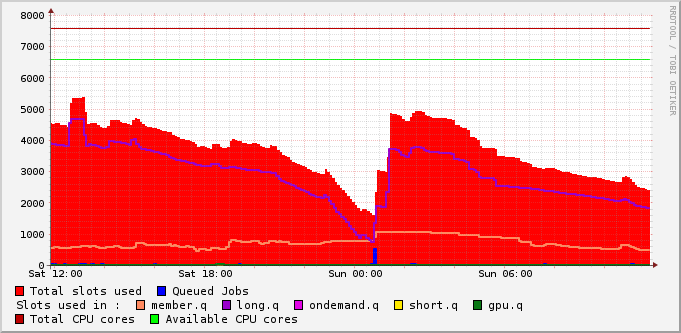 8000
7000
6000
5000
4000
3000
2000
1000
0
Sat 12:00 Sat 18:00 Sun 00:00 Sun 06:00
Total slots used Queued Jobs
Slots used in : member.q long.q ondemand.q short.q gpu.q
Total CPU cores Available CPU cores
RRDTOOL / TOBI OETIKER